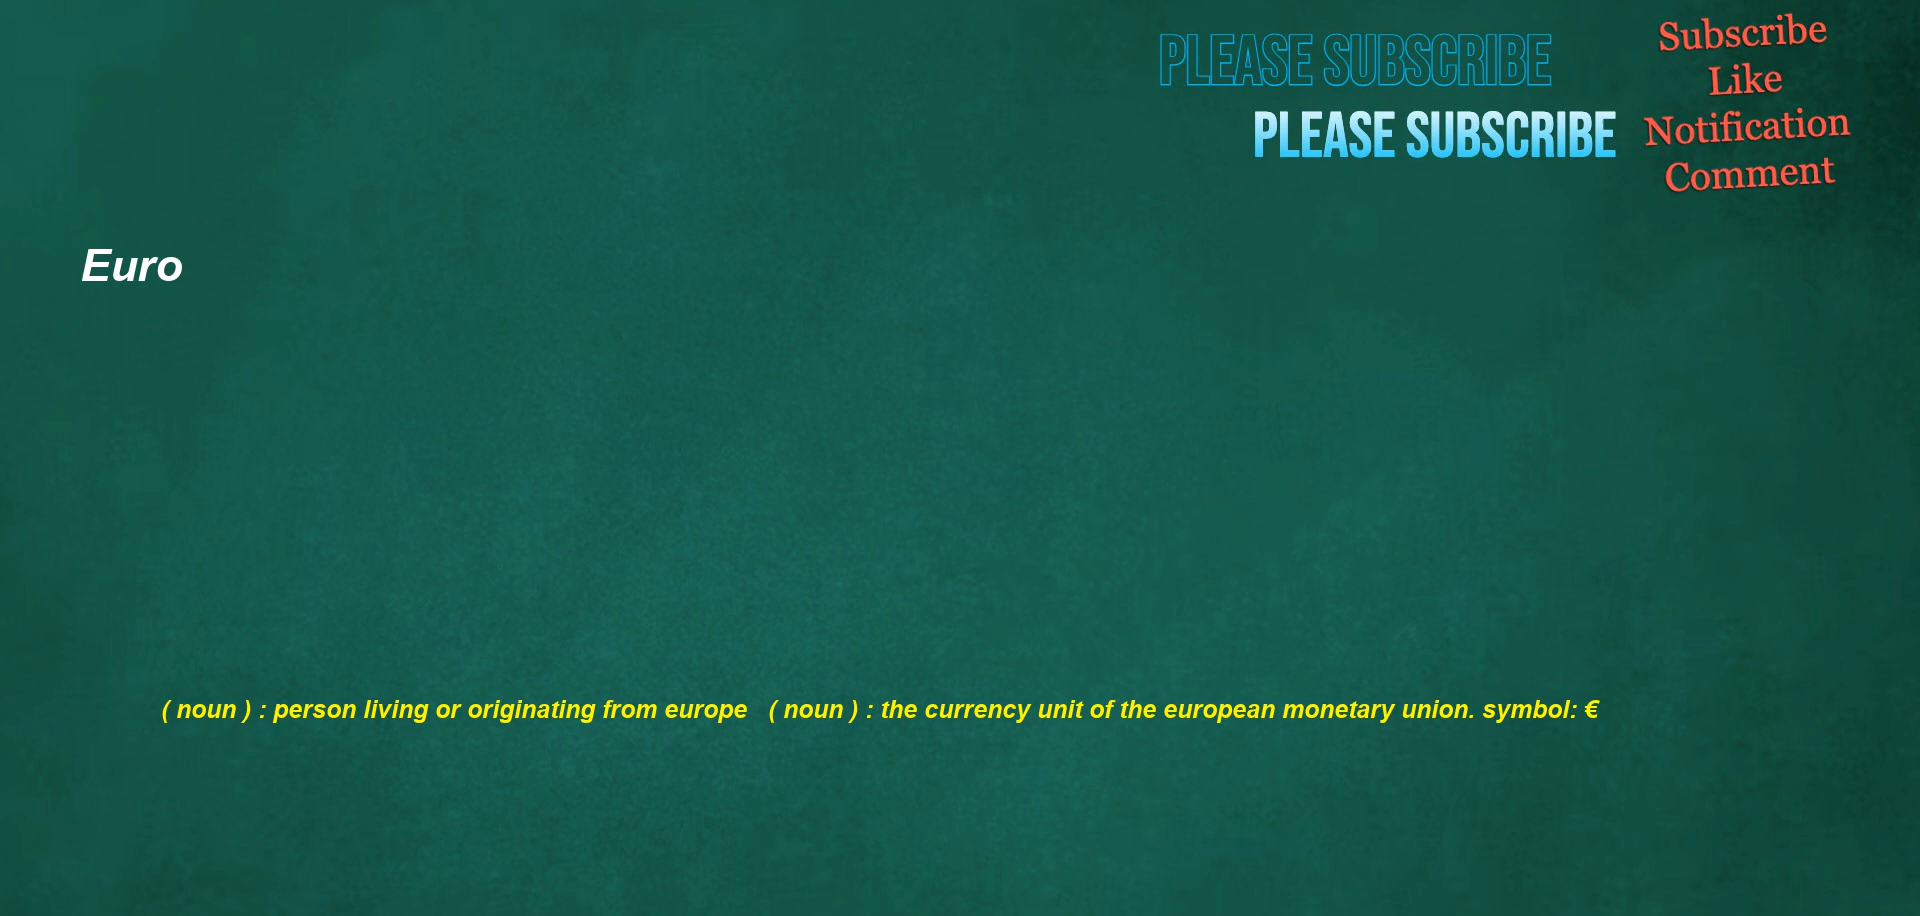 PLEASE SUBSCRIBE
PLEASE SUBSCRIBE
Subscribe
Like
Notification
Comment
Euro
( noun ) : person living or originating from europe   ( noun ) : the currency unit of the european monetary union. symbol: €